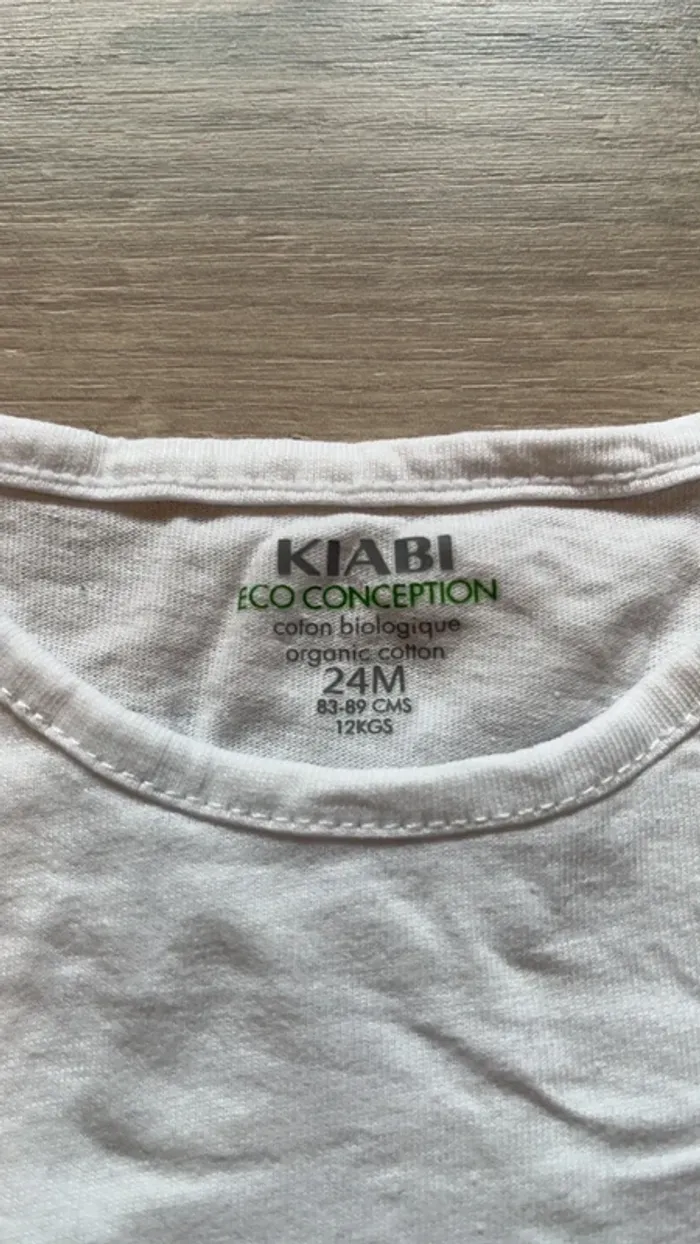 KIABI
ECO CONCEPTION
coton biologique
organic cotton
24M
83-89 CMS
12KGS